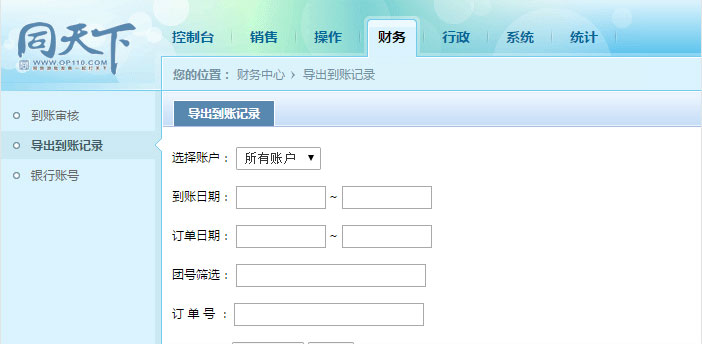 同天下
WWW.OP110.COM
控制台 销售 操作 财务 行政 系统 统计
您的位置： 财务中心 › 导出到账记录
到账审核
导出到账记录
银行账号
导出到账记录
选择账户： 所有账户 ▼
到账日期： ~
订单日期： ~
团号筛选：
订 单 号 ：